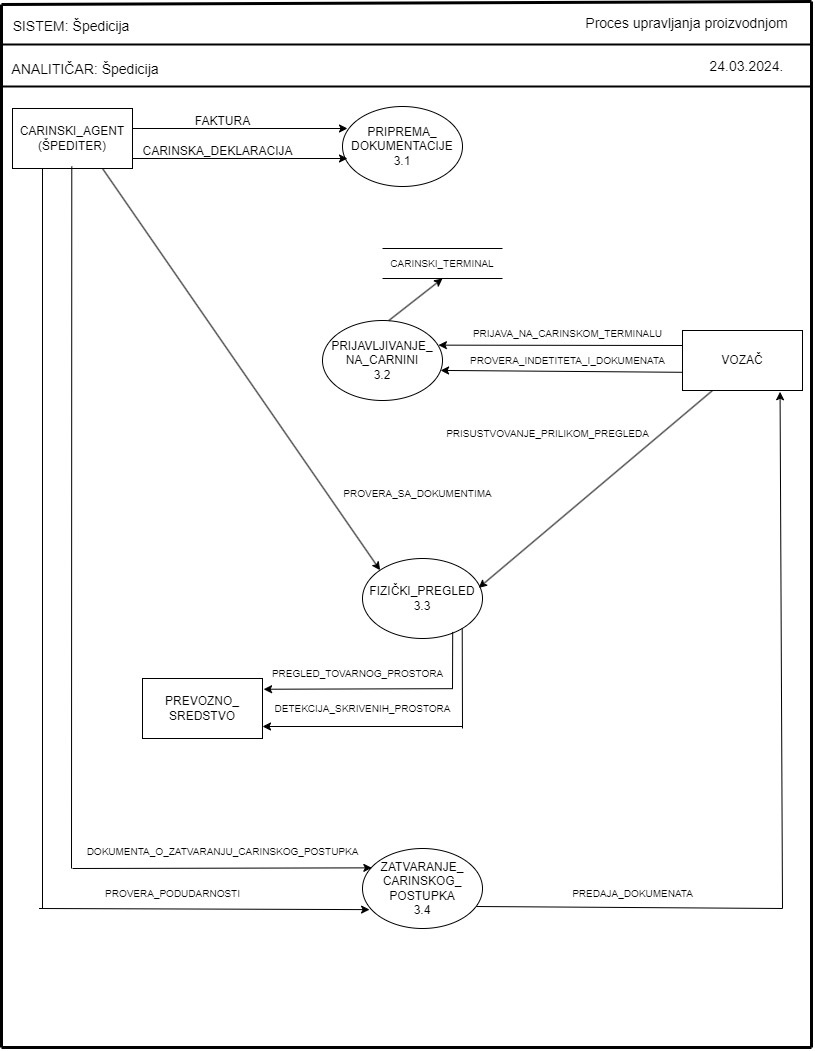 SISTEM: Špedicija
Proces upravljanja proizvodnjom
ANALITIČAR: Špedicija
24.03.2024.
CARINSKI_AGENT
(ŠPEDITER)
FAKTURA
CARINSKA_DEKLARACIJA
PRIPREMA_
DOKUMENTACIJE
3.1
CARINSKI_TERMINAL
PRIJAVLJIVANJE_
NA_CARNINI
3.2
PRIJAVA_NA_CARINSKOM_TERMINALU
PROVERA_INDETITETA_I_DOKUMENATA
VOZAČ
PRISUSTVOVANJE_PRILIKOM_PREGLEDA
PROVERA_SA_DOKUMENTIMA
FIZIČKI_PREGLED
3.3
PREGLED_TOVARNOG_PROSTORA
DETEKCIJA_SKRIVENIH_PROSTORA
PREVOZNO_
SREDSTVO
DOKUMENTA_O_ZATVARANJU_CARINSKOG_POSTUPKA
PROVERA_PODUDARNOSTI
ZATVARANJE_
CARINSKOG_
POSTUPKA
3.4
PREDAJA_DOKUMENATA